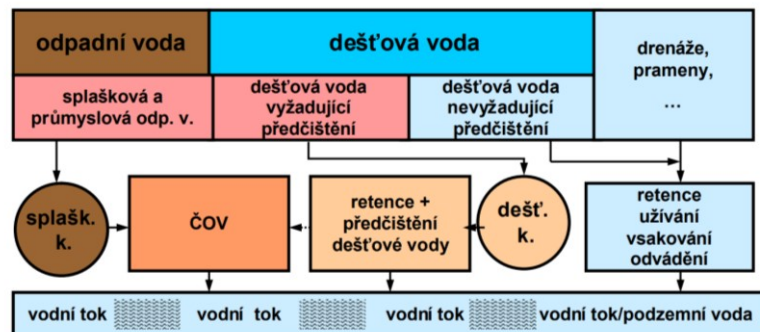 odpadní voda
dešťová voda
drenáže,
prameny,
...
splašková a
průmyslová odp. v.
dešťová voda
vyžadující
předčištění
dešťová voda
nevyžadující
předčištění
splašk.
k.
ČOV
retence +
předčištění
dešťové vody
dešť.
k.
retence
užívání
vsakování
odvádění
vodní tok
vodní tok
vodní tok
vodní tok/podzemní voda